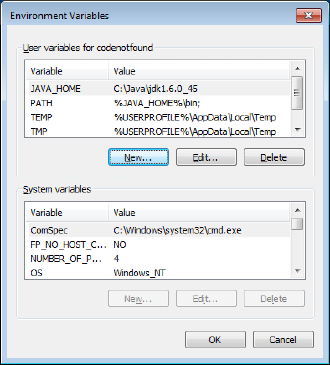 Environment Variables
User variables for codenotfound
Variable Value
JAVA_HOME C:\Java\jdk1.6.0_45
PATH %JAVA_HOME%\bin;
TEMP %USERPROFILE%\AppData\Local\Temp
TMP %USERPROFILE%\AppData\Local\Temp
New... Edit... Delete
System variables
Variable Value
ComSpec C:\Windows\system32\cmd.exe
FP_NO_HOST_C... NO
NUMBER_OF_P... 4
OS Windows_NT
New... Edit... Delete
OK Cancel